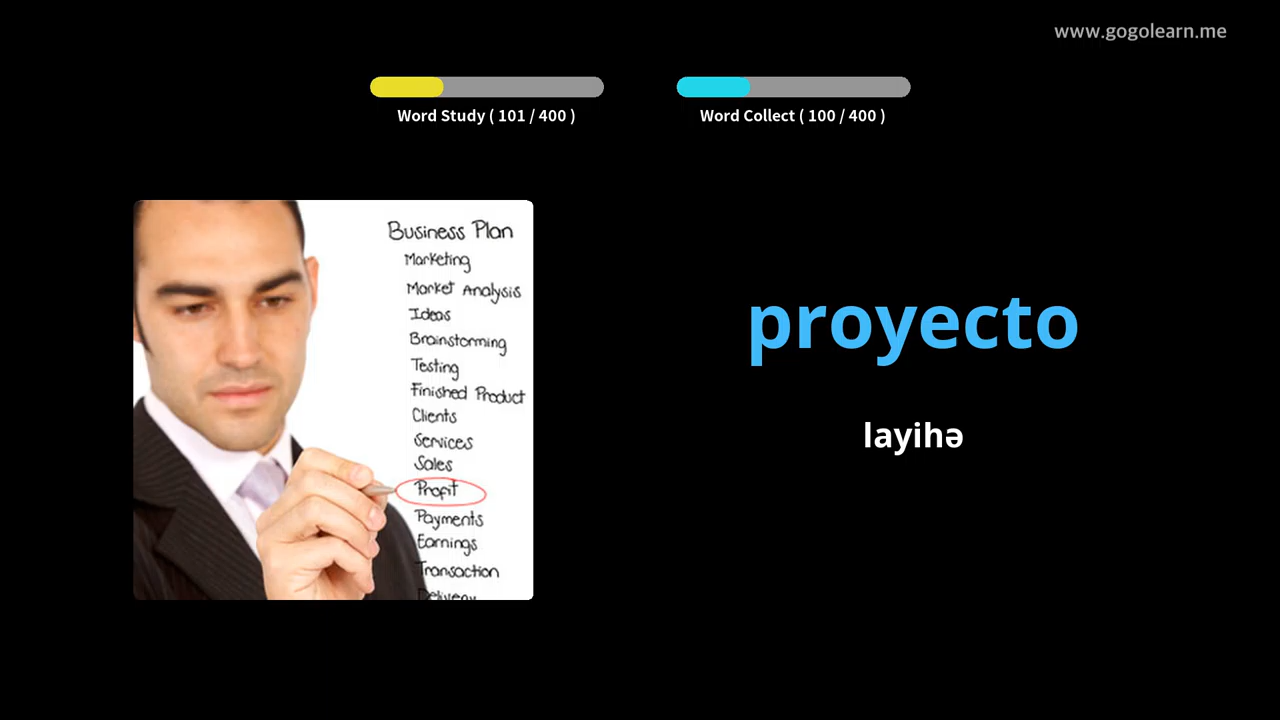 www.gogolearn.me
Word Study ( 101 / 400 )
Word Collect ( 100 / 400 )
Business Plan
Marketing
Market Analysis
Ideas
Brainstorming
Testing
Finished Product
Clients
Services
Sales
Profit
Payments
Earnings
Transaction
Delivery
proyecto
layihə